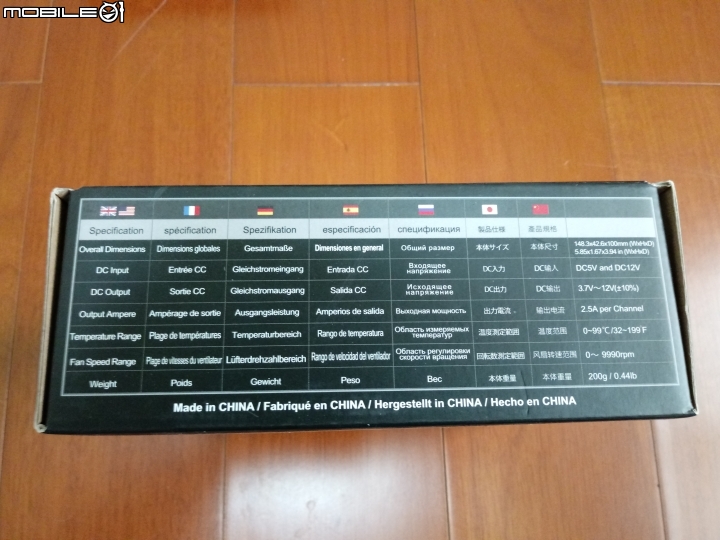 MOBILE01
Specification spécification Spezifikation especificación спецификация 製品仕様 產品規格
Overall Dimensions Dimensions globales Gesamtmaße Dimensiones en general Общий размер 本体サイズ 本体尺寸 148.3x42.6x100mm (WxHxD)
5.85x1.67x3.94 in (WxHxD)
DC Input Entrée CC Gleichstromeingang Entrada CC Входящее напряжение DC入力 DC输入 DC5V and DC12V
DC Output Sortie CC Gleichstromausgang Salida CC Исходящее напряжение DC出力 DC输出 3.7V~12V(±10%)
Output Ampere Ampérage de sortie Ausgangsleistung Amperios de salida Выходная мощность 出力電流 输出电流 2.5A per Channel
Temperature Range Plage de températures Temperaturbereich Rango de temperatura Область измеряемых температур 温度測定範囲 温度范围 0~99℃/32~199℉
Fan Speed Range Plage de vitesses du ventilateur Lüfterdrehzahlbereich Rango de velocidad del ventilador Область регулировки скорости вращения 回転数測定範囲 风扇转速范围 0~ 9990rpm
Weight Poids Gewicht Peso Вес 本体重量 本体重量 200g / 0.44lb
Made in CHINA / Fabriqué en CHINA / Hergestellt in CHINA / Hecho en CHINA